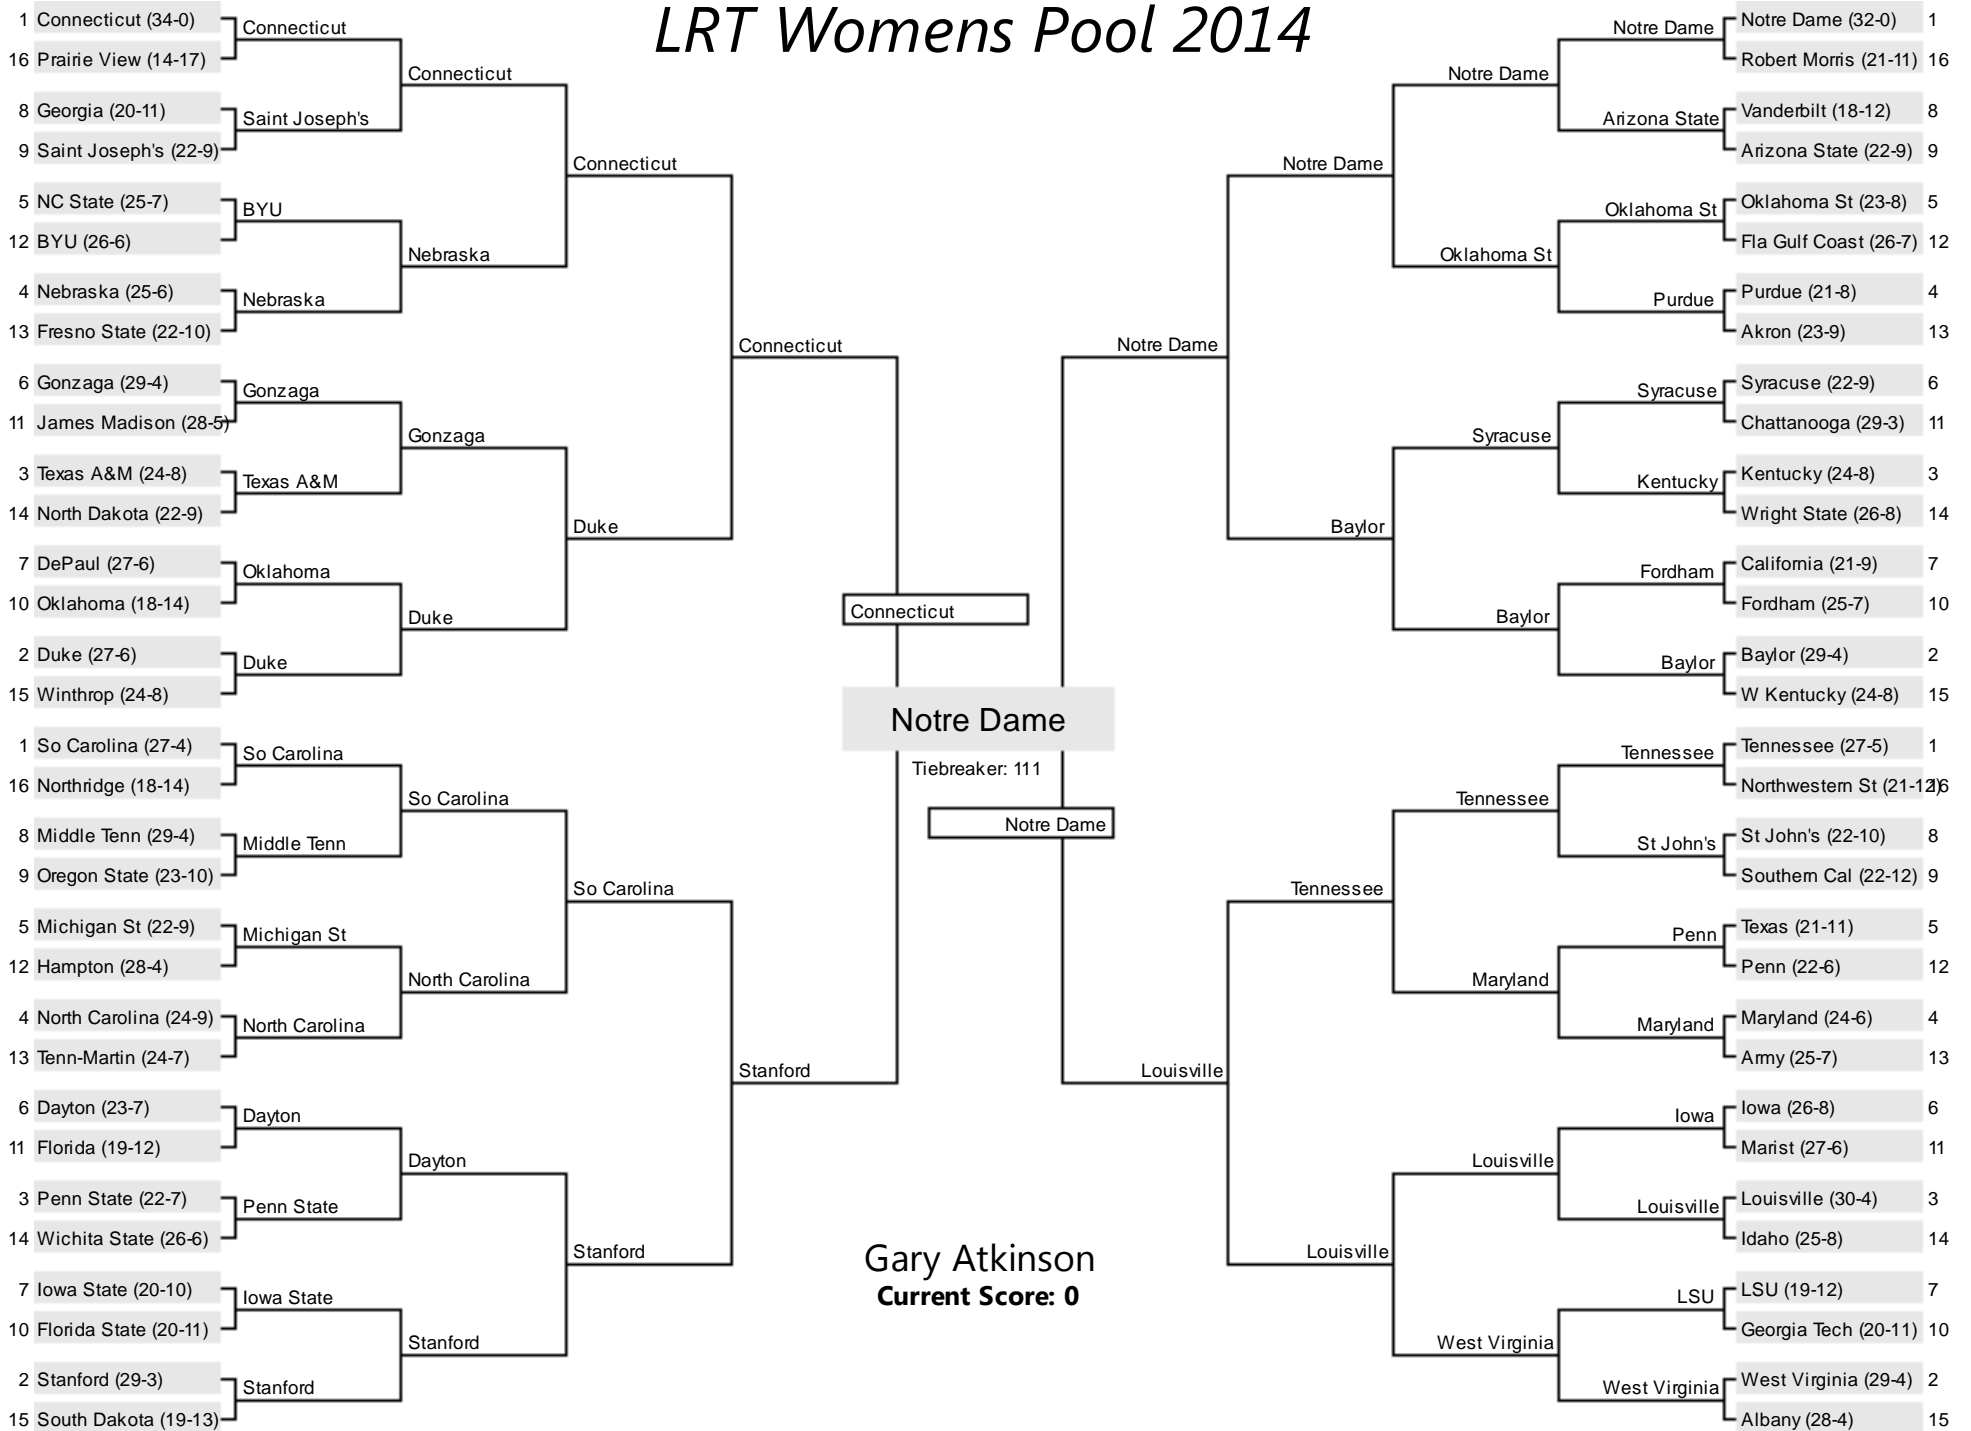 LRT Womens Pool 2014
1 Connecticut (34-0)
16 Prairie View (14-17)
8 Georgia (20-11)
9 Saint Joseph's (22-9)
5 NC State (25-7)
12 BYU (26-6)
4 Nebraska (25-6)
13 Fresno State (22-10)
6 Gonzaga (29-4)
11 James Madison (28-5)
3 Texas A&M (24-8)
14 North Dakota (22-9)
7 DePaul (27-6)
10 Oklahoma (18-14)
2 Duke (27-6)
15 Winthrop (24-8)
1 So Carolina (27-4)
16 Northridge (18-14)
8 Middle Tenn (29-4)
9 Oregon State (23-10)
5 Michigan St (22-9)
12 Hampton (28-4)
4 North Carolina (24-9)
13 Tenn-Martin (24-7)
6 Dayton (23-7)
11 Florida (19-12)
3 Penn State (22-7)
14 Wichita State (26-6)
7 Iowa State (20-10)
10 Florida State (20-11)
2 Stanford (29-3)
15 South Dakota (19-13)
Connecticut
Saint Joseph's
BYU
Nebraska
Gonzaga
Texas A&M
Oklahoma
Duke
So Carolina
Middle Tenn
Michigan St
North Carolina
Dayton
Penn State
Iowa State
Stanford
Connecticut
Nebraska
Gonzaga
Duke
So Carolina
North Carolina
Dayton
Stanford
Connecticut
Duke
So Carolina
Stanford
Connecticut
Stanford
Connecticut
Notre Dame
Tiebreaker: 111
Notre Dame
Gary Atkinson
Current Score: 0
Notre Dame
Louisville
Notre Dame
Baylor
Tennessee
Louisville
Notre Dame
Oklahoma St
Syracuse
Baylor
Tennessee
Maryland
Louisville
West Virginia
Notre Dame
Arizona State
Oklahoma St
Purdue
Syracuse
Kentucky
Fordham
Baylor
Tennessee
St John's
Penn
Maryland
Iowa
Louisville
LSU
West Virginia
Notre Dame (32-0) 1
Robert Morris (21-11) 16
Vanderbilt (18-12) 8
Arizona State (22-9) 9
Oklahoma St (23-8) 5
Fla Gulf Coast (26-7) 12
Purdue (21-8) 4
Akron (23-9) 13
Syracuse (22-9) 6
Chattanooga (29-3) 11
Kentucky (24-8) 3
Wright State (26-8) 14
California (21-9) 7
Fordham (25-7) 10
Baylor (29-4) 2
W Kentucky (24-8) 15
Tennessee (27-5) 1
Northwestern St (21-12) 16
St John's (22-10) 8
Southern Cal (22-12) 9
Texas (21-11) 5
Penn (22-6) 12
Maryland (24-6) 4
Army (25-7) 13
Iowa (26-8) 6
Marist (27-6) 11
Louisville (30-4) 3
Idaho (25-8) 14
LSU (19-12) 7
Georgia Tech (20-11) 10
West Virginia (29-4) 2
Albany (28-4) 15